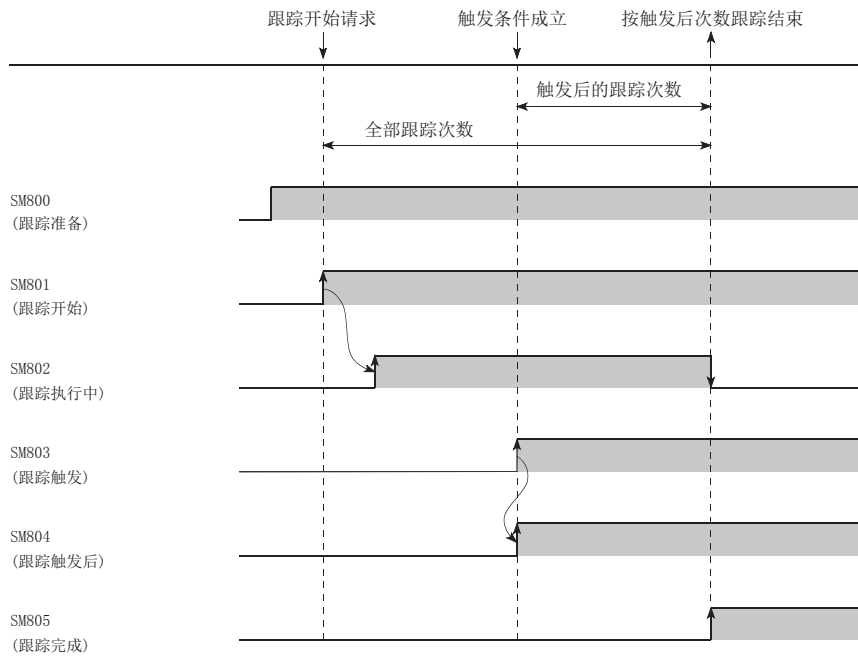 跟踪开始请求
触发条件成立
按触发后次数跟踪结束
触发后的跟踪次数
全部跟踪次数
SM800
(跟踪准备)
SM801
(跟踪开始)
SM802
(跟踪执行中)
SM803
(跟踪触发)
SM804
(跟踪触发后)
SM805
(跟踪完成)